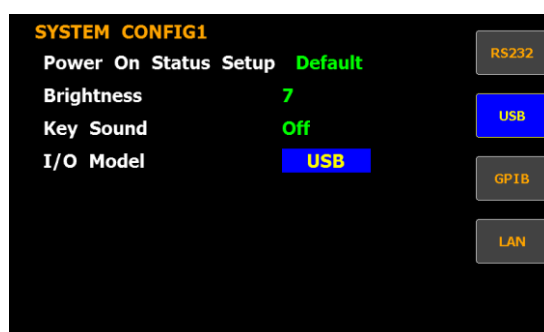 SYSTEM CONFIG1
Power On Status Setup Default
Brightness 7
Key Sound Off
I/O Model USB
RS232
USB
GPIB
LAN